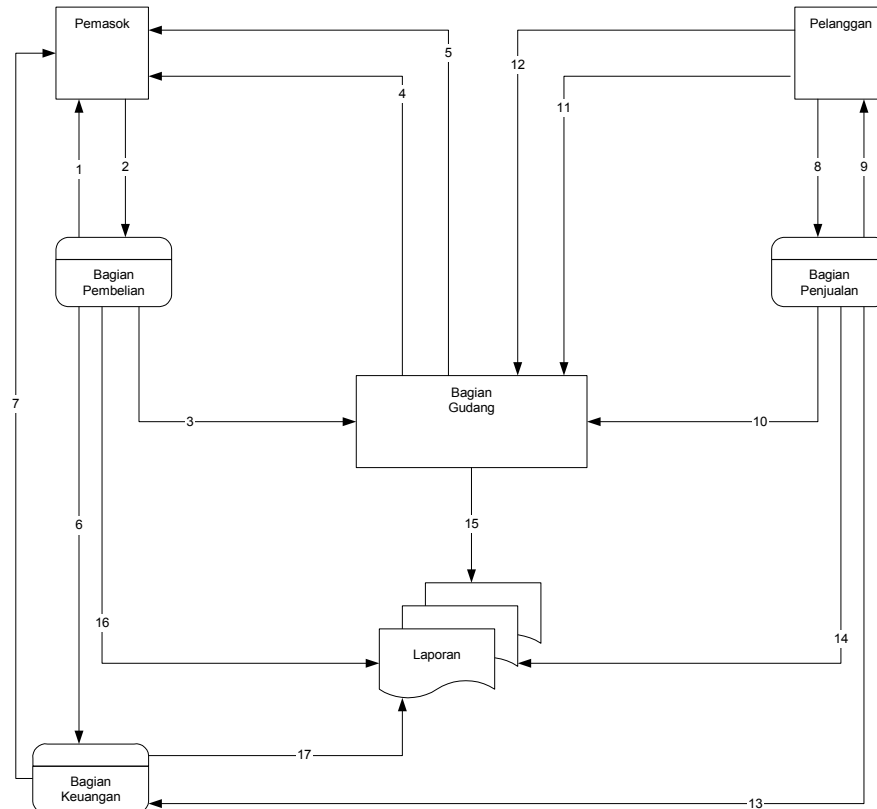 Pemasok
Pelanggan
5
12
4
11
1
2
8
9
Bagian
Pembelian
Bagian
Penjualan
Bagian
Gudang
7
3
10
6
15
16
14
Laporan
17
Bagian
Keuangan
13